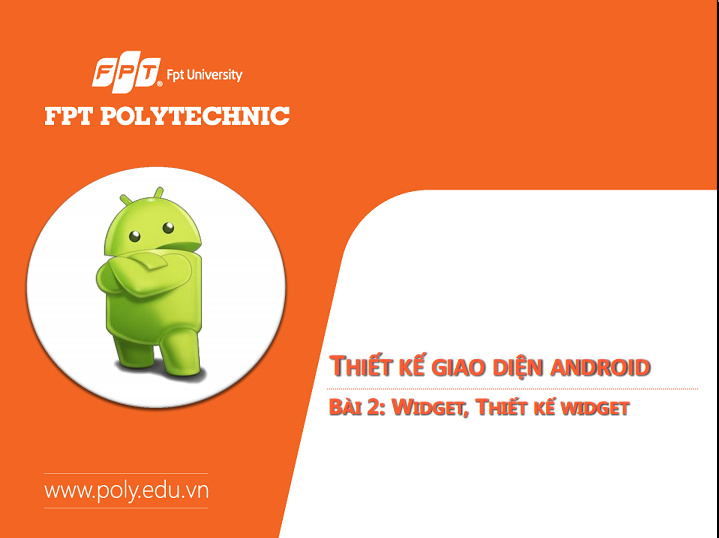 FPT® Fpt University
FPT POLYTECHNIC
THIẾT KẾ GIAO DIỆN ANDROID
BÀI 2: WIDGET, THIẾT KẾ WIDGET
www.poly.edu.vn